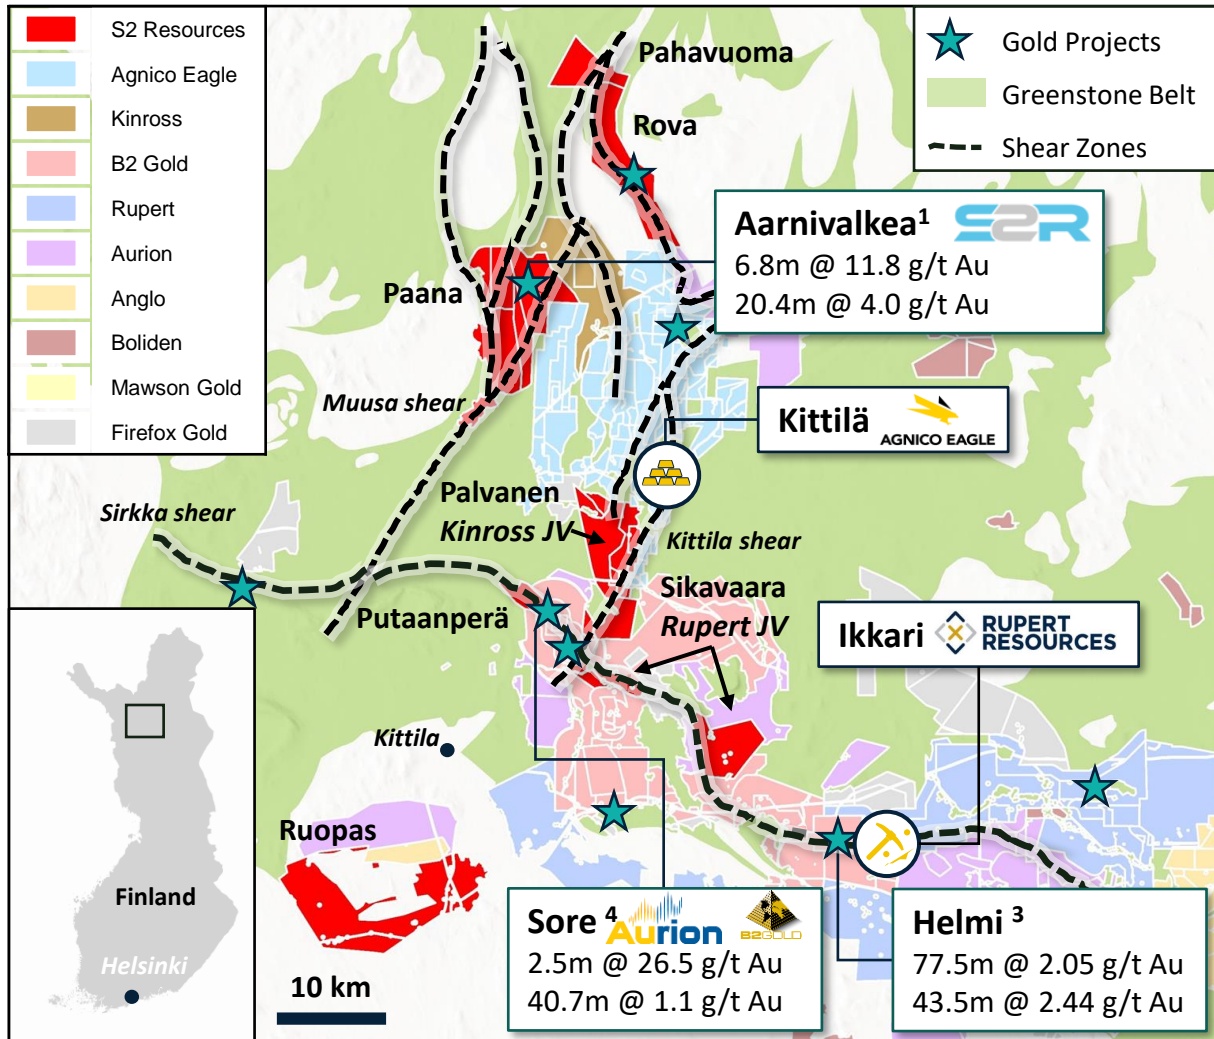 S2 Resources
Agnico Eagle
Kinross
B2 Gold
Rupert
Aurion
Anglo
Boliden
Mawson Gold
Firefox Gold
Gold Projects
Greenstone Belt
Shear Zones
Pahavuoma
Rova
Aarnivalkea¹ S2R
6.8m @ 11.8 g/t Au
20.4m @ 4.0 g/t Au
Paana
Muusa shear
Kittilä AGNICO EAGLE
Palvanen
Kinross JV
Sirkka shear
Kittila shear
Sikavaara
Rupert JV
Putaanperä
Ikkari RUPERT
RESOURCES
Kittila
Ruopas
Finland
Helsinki
10 km
Sore ⁴ Aurion B2GOLD
2.5m @ 26.5 g/t Au
40.7m @ 1.1 g/t Au
Helmi ³
77.5m @ 2.05 g/t Au
43.5m @ 2.44 g/t Au